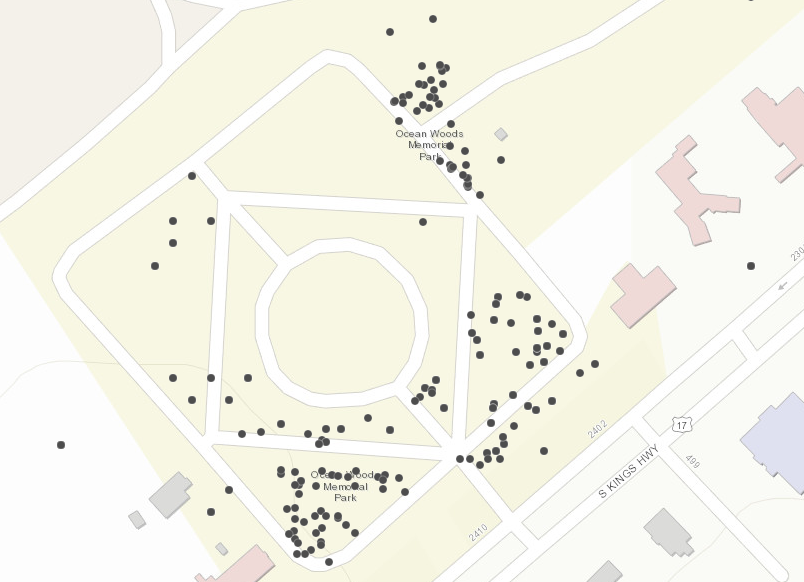 Ocean Woods
Memorial
Park
230
17
2402
S KINGS HWY
499
Ocean Woods
Memorial
Park
2410